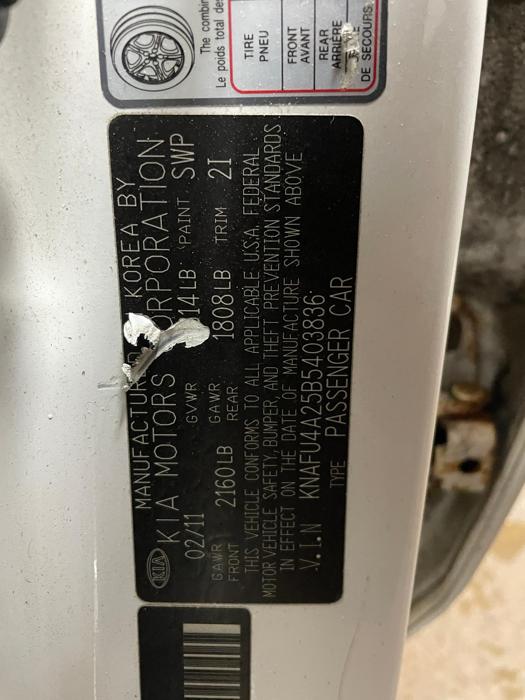 The combin
Le poids total des
TIRE
PNEU
FRONT
AVANT
REAR
ARRIÈRE
DE SECOURS
MANUFACTURED KOREA BY
KIA MOTORS CORPORATION
02/11 GVWR 14LB PAINT SWP
GAWR FRONT 2160LB GAWR REAR 1808LB TRIM 2I
THIS VEHICLE CONFORMS TO ALL APPLICABLE U.S.A. FEDERAL
MOTOR VEHICLE SAFETY, BUMPER, AND THEFT PREVENTION STANDARDS
IN EFFECT ON THE DATE OF MANUFACTURE SHOWN ABOVE
V.I.N KNAFU4A25B5403836
TYPE PASSENGER CAR
KIA